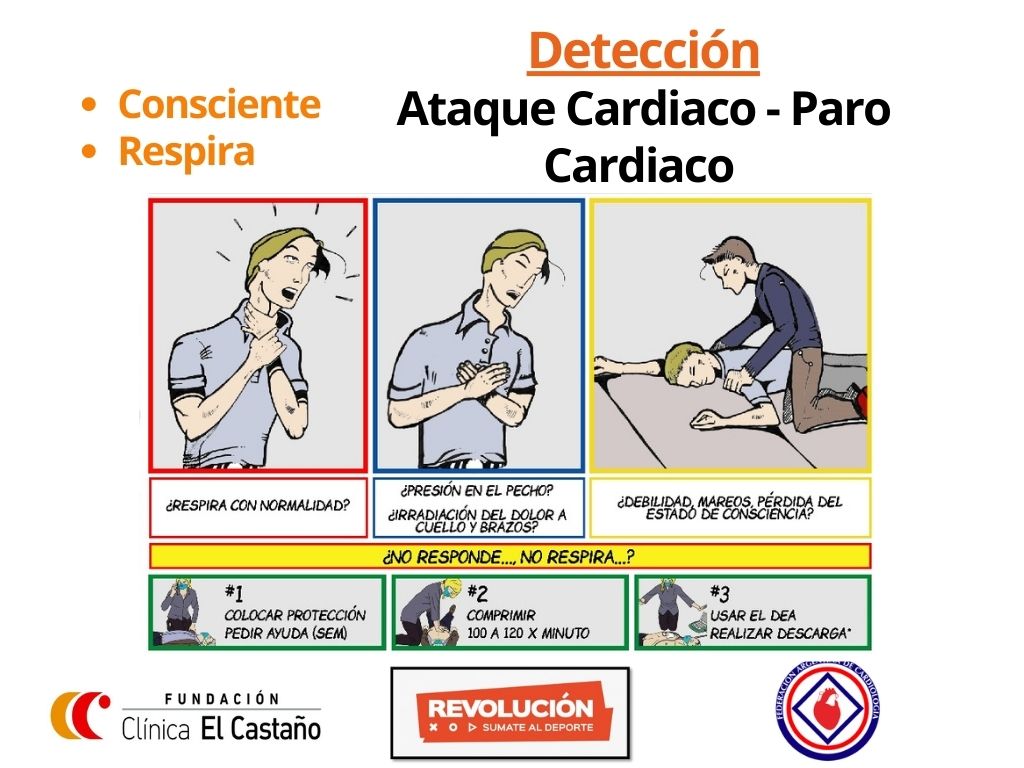 Detección
Ataque Cardiaco - Paro
Cardiaco
• Consciente
• Respira
¿RESPIRA CON NORMALIDAD?
¿PRESIÓN EN EL PECHO?
¿IRRADIACIÓN DEL DOLOR A
CUELLO Y BRAZOS?
¿DEBILIDAD, MAREOS, PÉRDIDA DEL
ESTADO DE CONSCIENCIA?
¿NO RESPONDE..., NO RESPIRA...?
#1
COLOCAR PROTECCIÓN
PEDIR AYUDA (SEM)
#2
COMPRIMIR
100 A 120 X MINUTO
#3
USAR EL DEA
REALIZAR DESCARGA*
FUNDACIÓN
Clínica El Castaño
REVOLUCIÓN
SUMATE AL DEPORTE
FEDERACIÓN ARGENTINA DE CARDIOLOGÍA